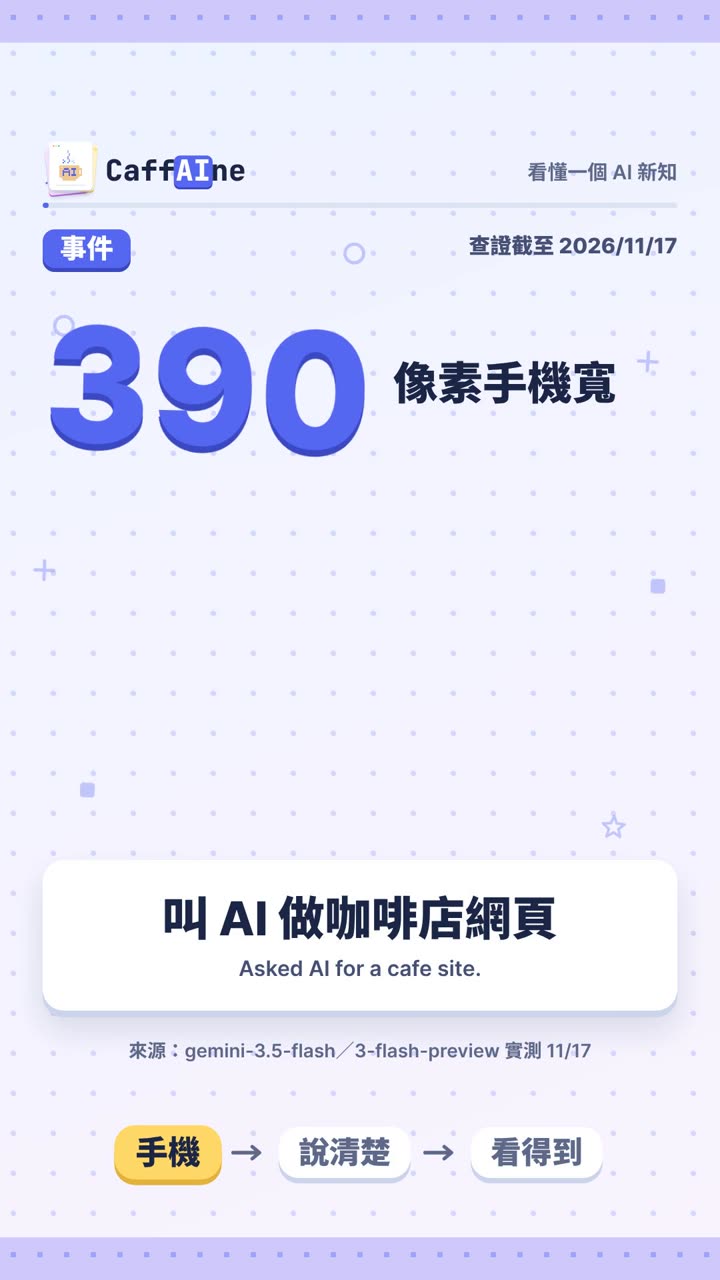 CaffAIne
看懂一個 AI 新知
事件
查證截至 2026/11/17
390 像素手機寬
叫 AI 做咖啡店網頁
Asked AI for a cafe site.
來源：gemini-3.5-flash／3-flash-preview 實測 11/17
手機 → 說清楚 → 看得到